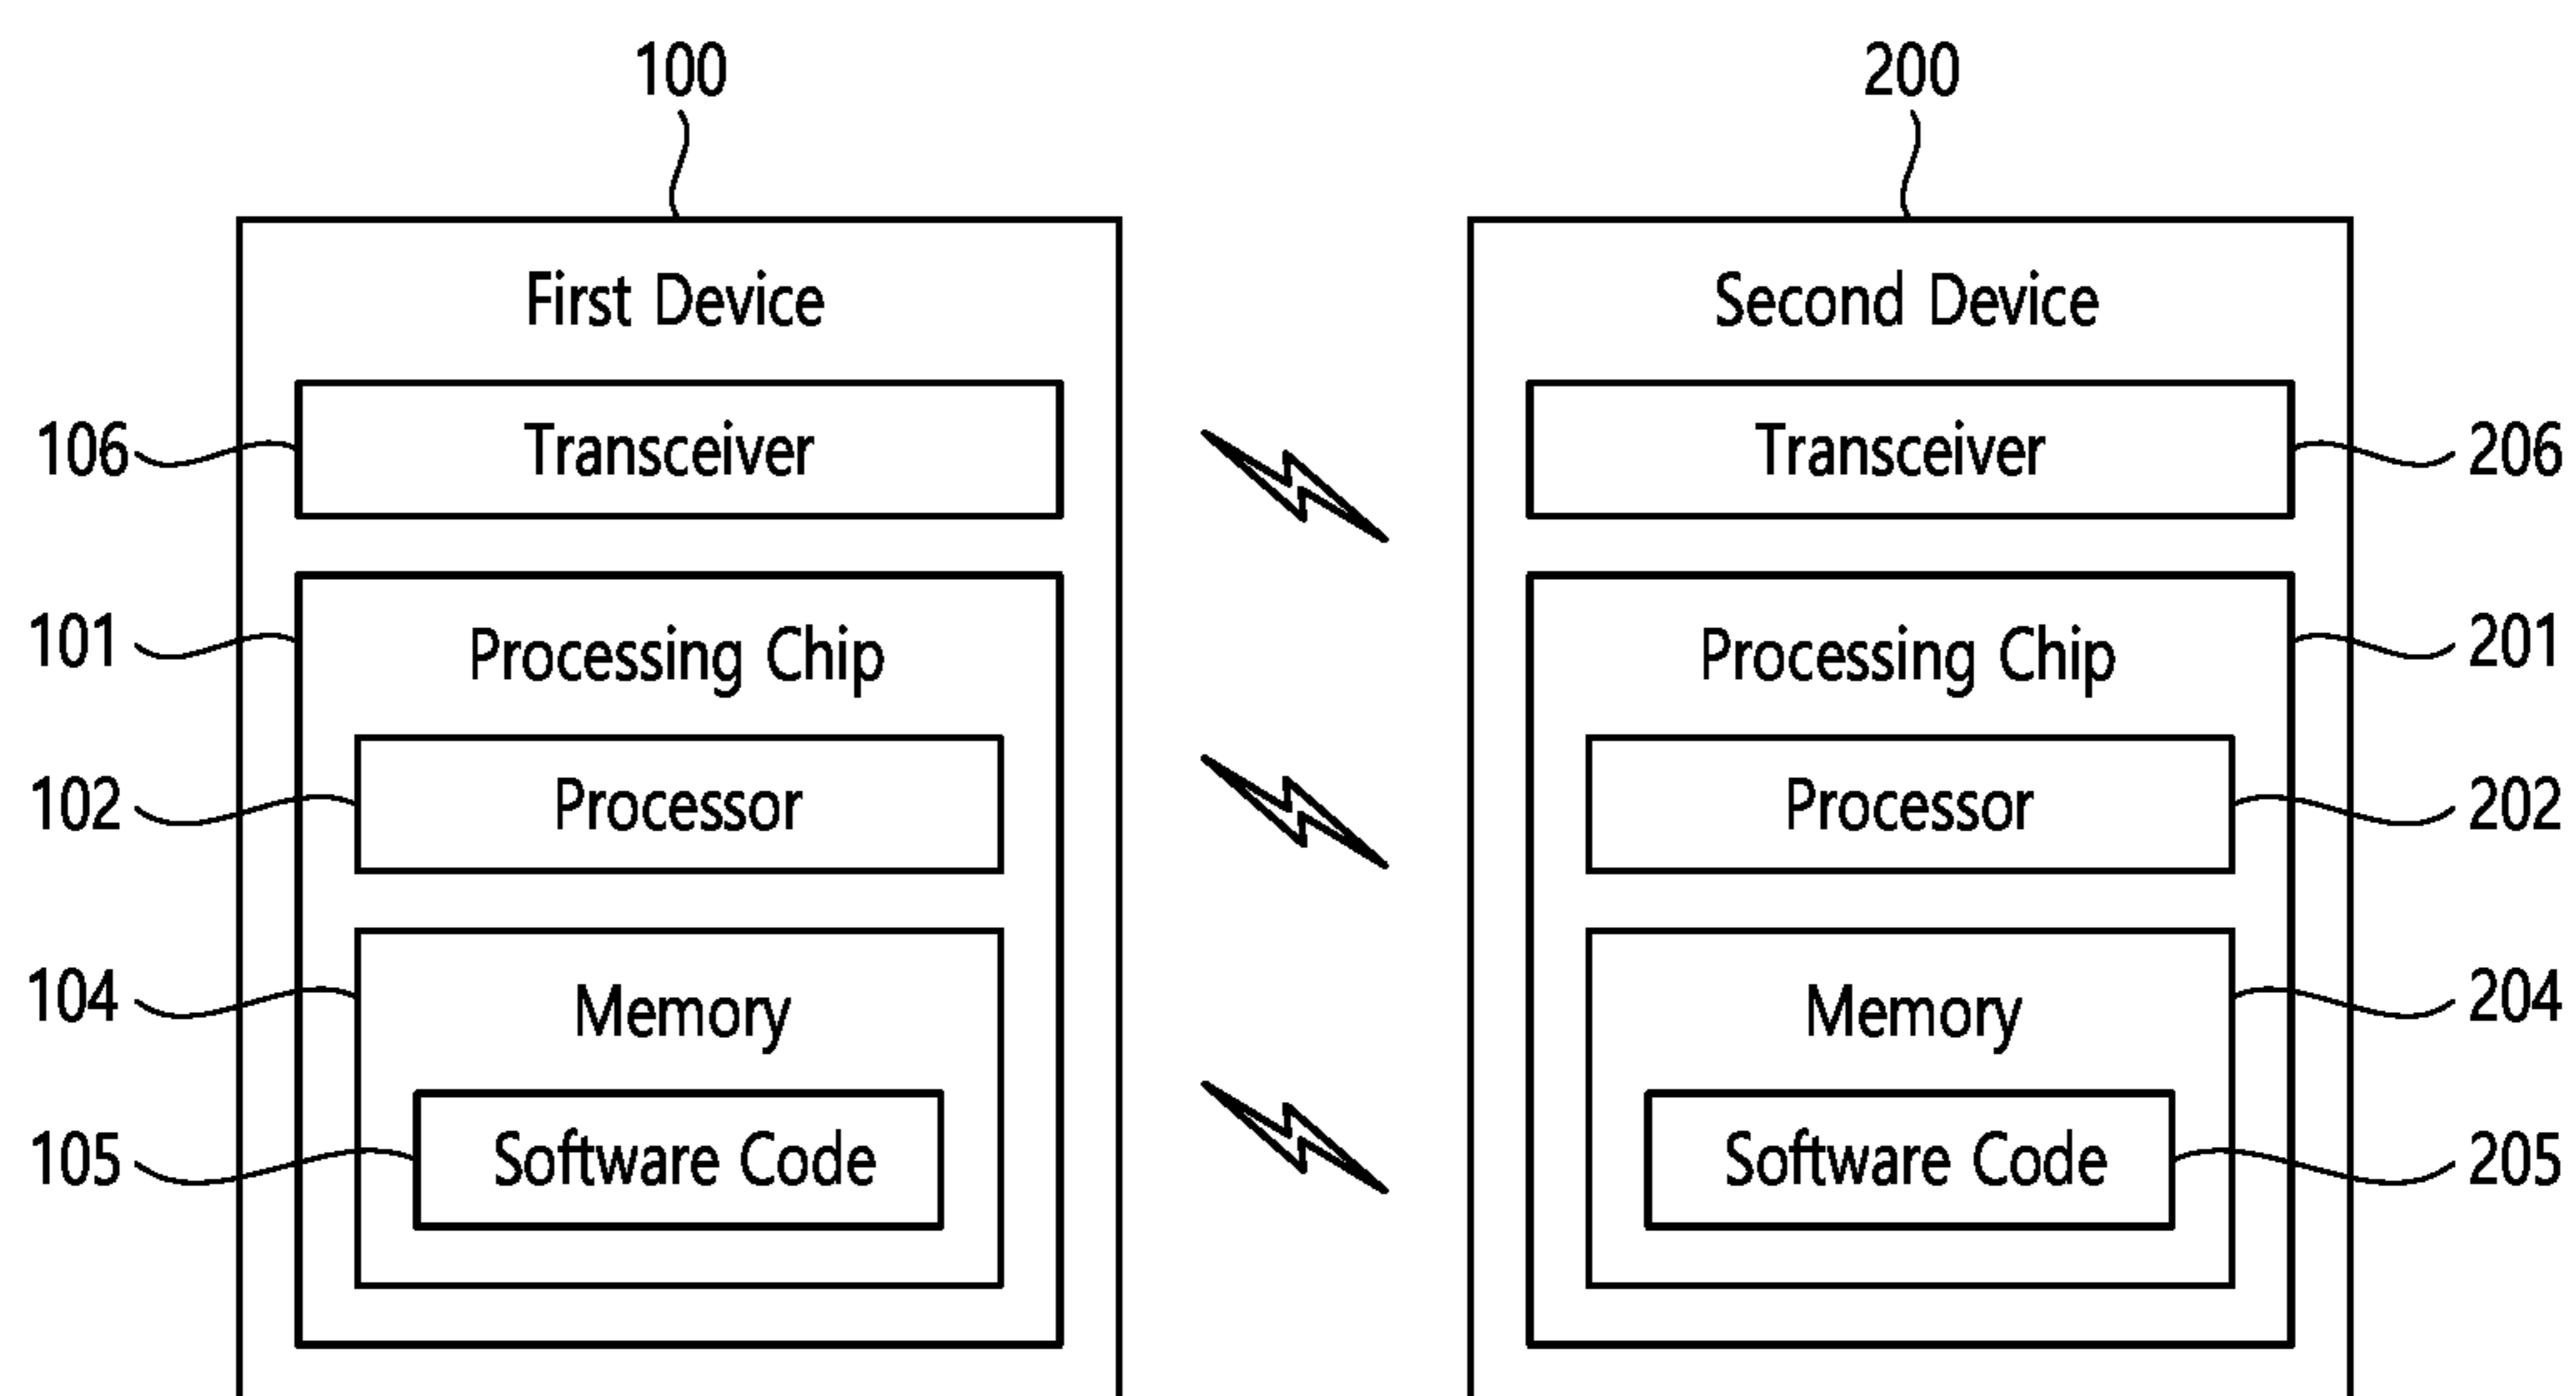 100
200
First Device
Second Device
106
Transceiver
Transceiver
206
101
Processing Chip
Processing Chip
201
102
Processor
Processor
202
104
Memory
Memory
204
105
Software Code
Software Code
205